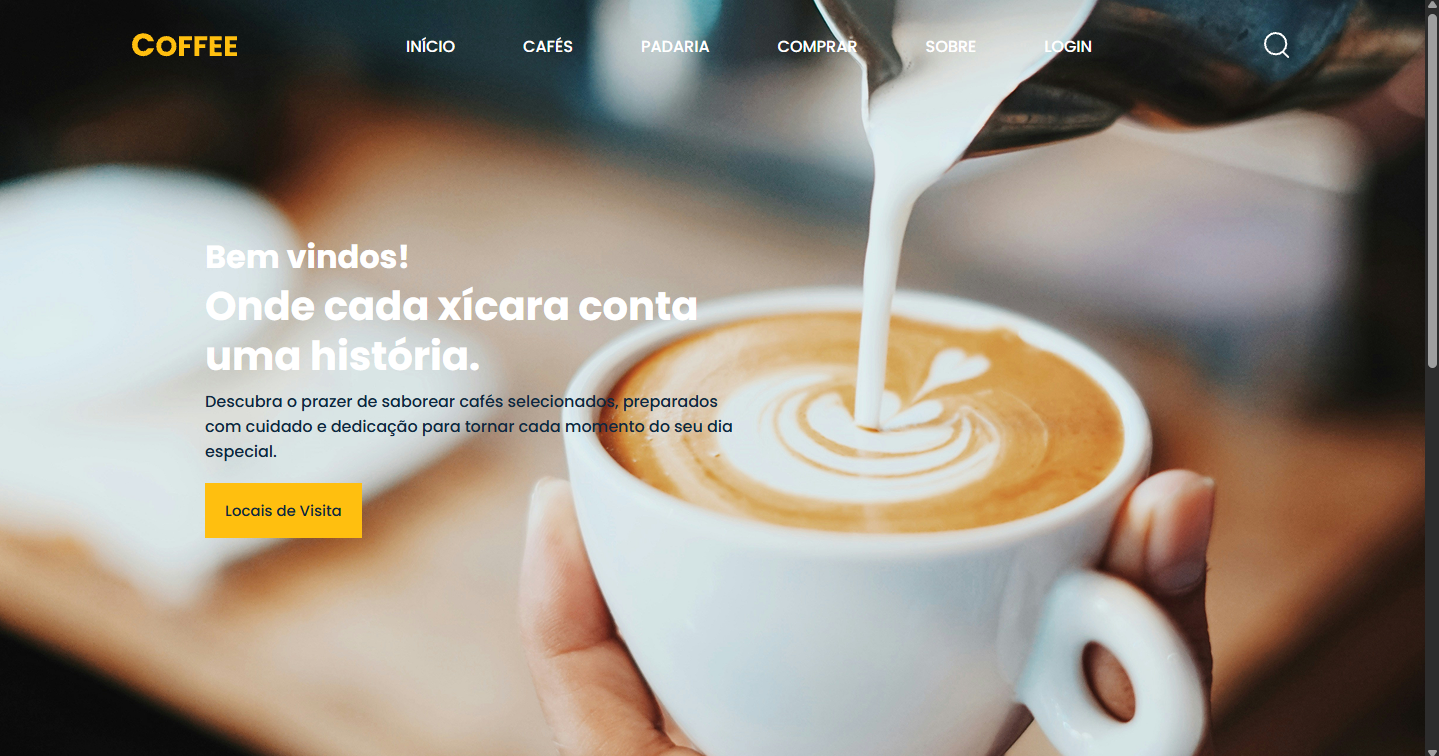 COFFEE
INÍCIO CAFÉS PADARIA COMPRAR SOBRE LOGIN
Bem vindos!
Onde cada xícara conta
uma história.
Descubra o prazer de saborear cafés selecionados, preparados
com cuidado e dedicação para tornar cada momento do seu dia
especial.
Locais de Visita